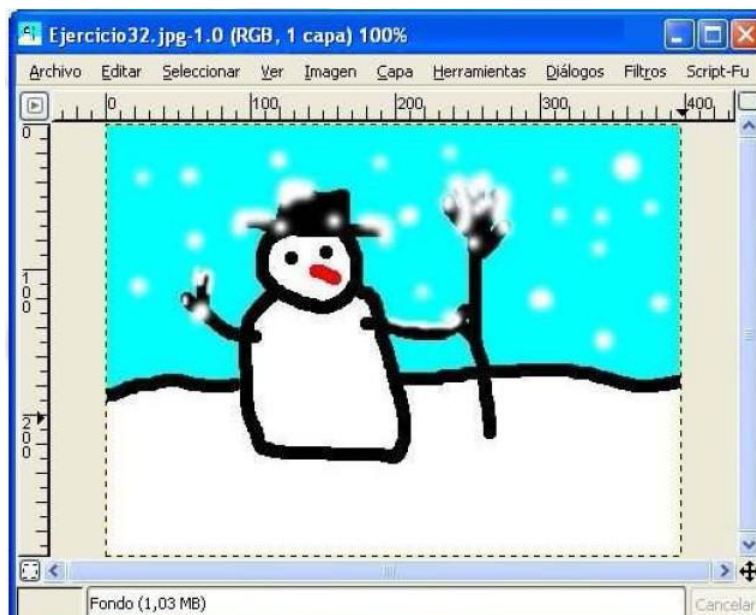 Ejercicio32.jpg-1.0 (RGB, 1 capa) 100%
Archivo Editar Seleccionar Ver Imagen Capa Herramientas Diálogos Filtros Script-Fu
0 100 200 300 400
0
100
200
Fondo (1,03 MB) Cancelar